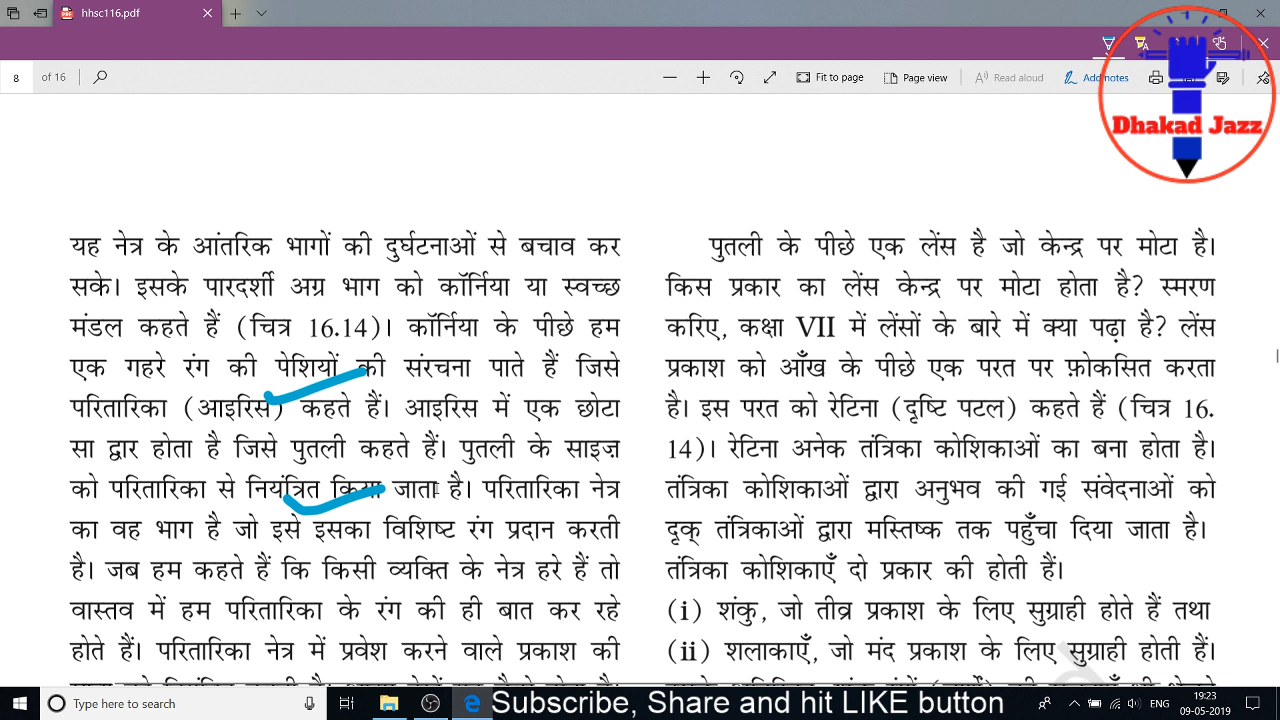 hhsc116.pdf
8 of 16
Fit to page
Page view
Read aloud
Add notes
Dhakad Jazz
यह नेत्र के आंतरिक भागों की दुर्घटनाओं से बचाव कर
सके। इसके पारदर्शी अग्र भाग को कॉर्निया या स्वच्छ
मंडल कहते हैं (चित्र 16.14)। कॉर्निया के पीछे हम
एक गहरे रंग की पेशियों की संरचना पाते हैं जिसे
परितारिका (आइरिस) कहते हैं। आइरिस में एक छोटा
सा द्वार होता है जिसे पुतली कहते हैं। पुतली के साइज़
को परितारिका से नियंत्रित किया जाता है। परितारिका नेत्र
का वह भाग है जो इसे इसका विशिष्ट रंग प्रदान करती
है। जब हम कहते हैं कि किसी व्यक्ति के नेत्र हरे हैं तो
वास्तव में हम परितारिका के रंग की ही बात कर रहे
होते हैं। परितारिका नेत्र में प्रवेश करने वाले प्रकाश की
पुतली के पीछे एक लेंस है जो केन्द्र पर मोटा है।
किस प्रकार का लेंस केन्द्र पर मोटा होता है? स्मरण
करिए, कक्षा VII में लेंसों के बारे में क्या पढ़ा है? लेंस
प्रकाश को आँख के पीछे एक परत पर फ़ोकसित करता
है। इस परत को रेटिना (दृष्टि पटल) कहते हैं (चित्र 16.
14)। रेटिना अनेक तंत्रिका कोशिकाओं का बना होता है।
तंत्रिका कोशिकाओं द्वारा अनुभव की गई संवेदनाओं को
दृक् तंत्रिकाओं द्वारा मस्तिष्क तक पहुँचा दिया जाता है।
तंत्रिका कोशिकाएँ दो प्रकार की होती हैं।
(i) शंकु, जो तीव्र प्रकाश के लिए सुग्राही होते हैं तथा
(ii) शलाकाएँ, जो मंद प्रकाश के लिए सुग्राही होती हैं।
Type here to search
Subscribe, Share and hit LIKE button
ENG
19:23
09-05-2019